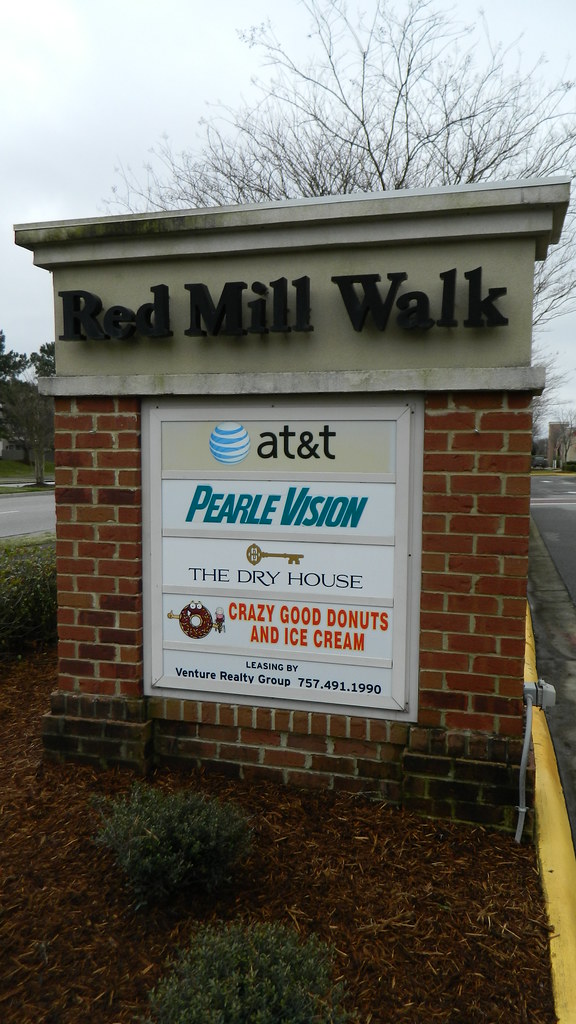 Red Mill Walk
at&t
PEARLE VISION
THE DRY HOUSE
CRAZY GOOD DONUTS
AND ICE CREAM
LEASING BY
Venture Realty Group 757.491.1990